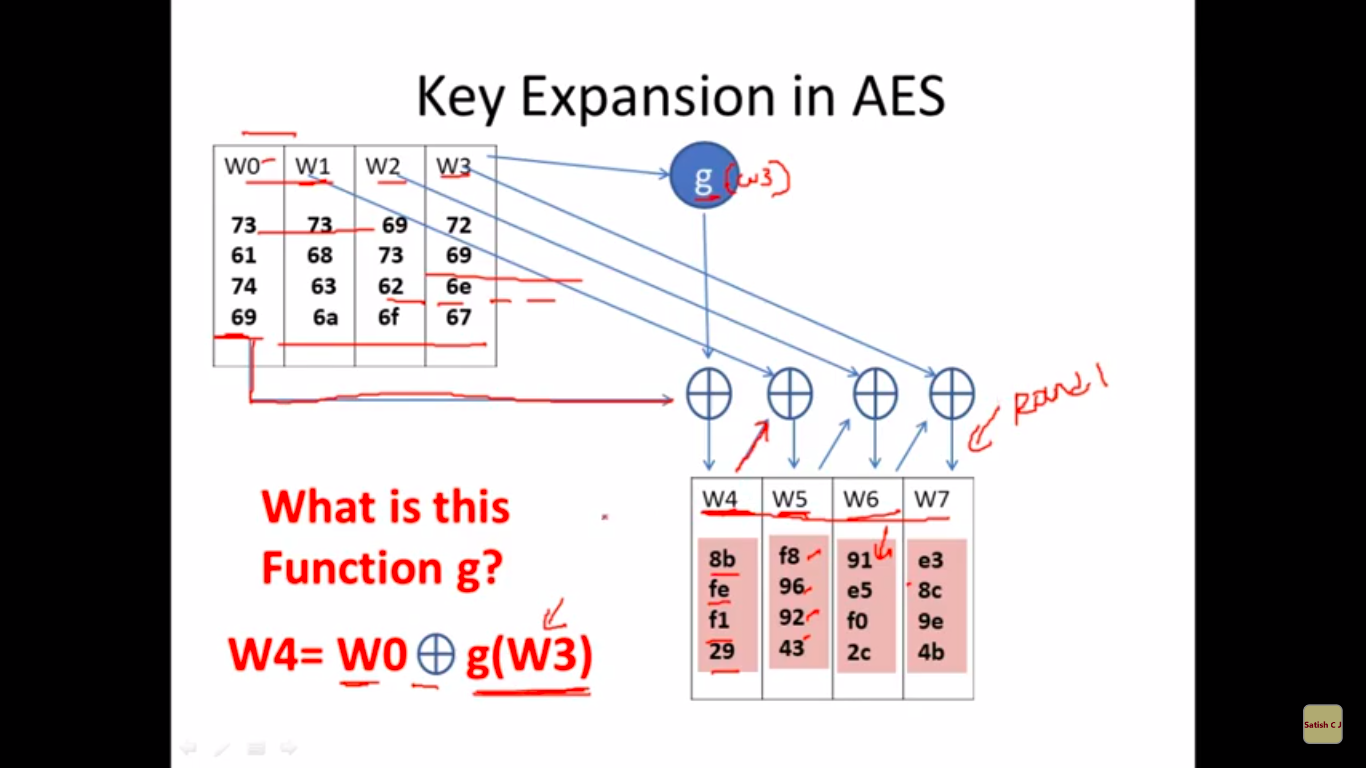 Key Expansion in AES
W0 W1 W2 W3
73 73 69 72
61 68 73 69
74 63 62 6e
69 6a 6f 67
g (w3)
Round 1
What is this
Function g?
W4= W0 ⊕ g(W3)
W4 W5 W6 W7
8b f8 91 e3
fe 96 e5 8c
f1 92 f0 9e
29 43 2c 4b
Satish C J